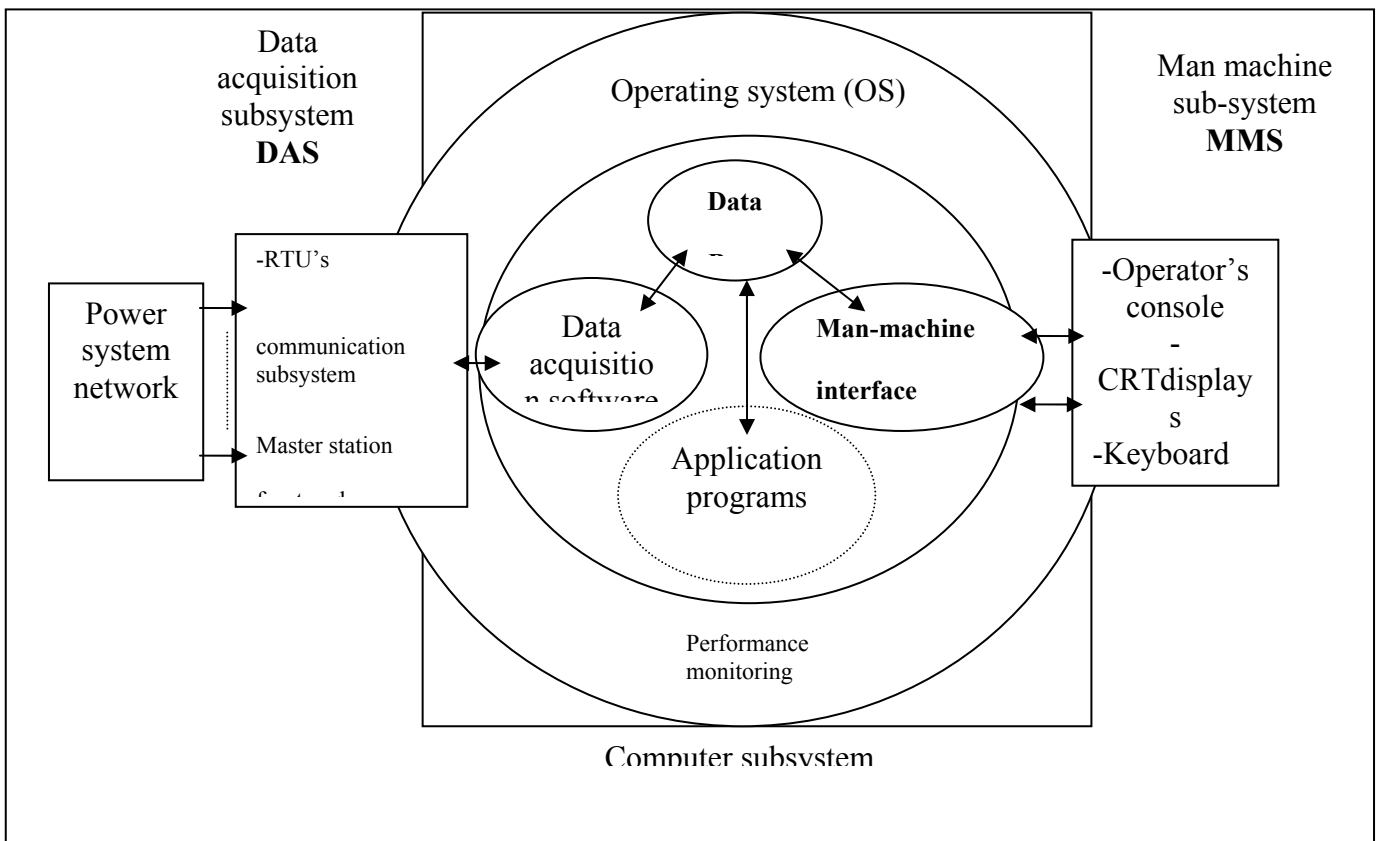 Data
acquisition
subsystem
DAS
Operating system (OS)
Man machine
sub-system
MMS
Power
system
network
-RTU's
communication
subsystem
Master station
Data
Data
acquisitio
n software
Man-machine
interface
Application
programs
-Operator's
console
-
CRTdisplay
s
-Keyboard
Performance
monitoring
Computer subsystem